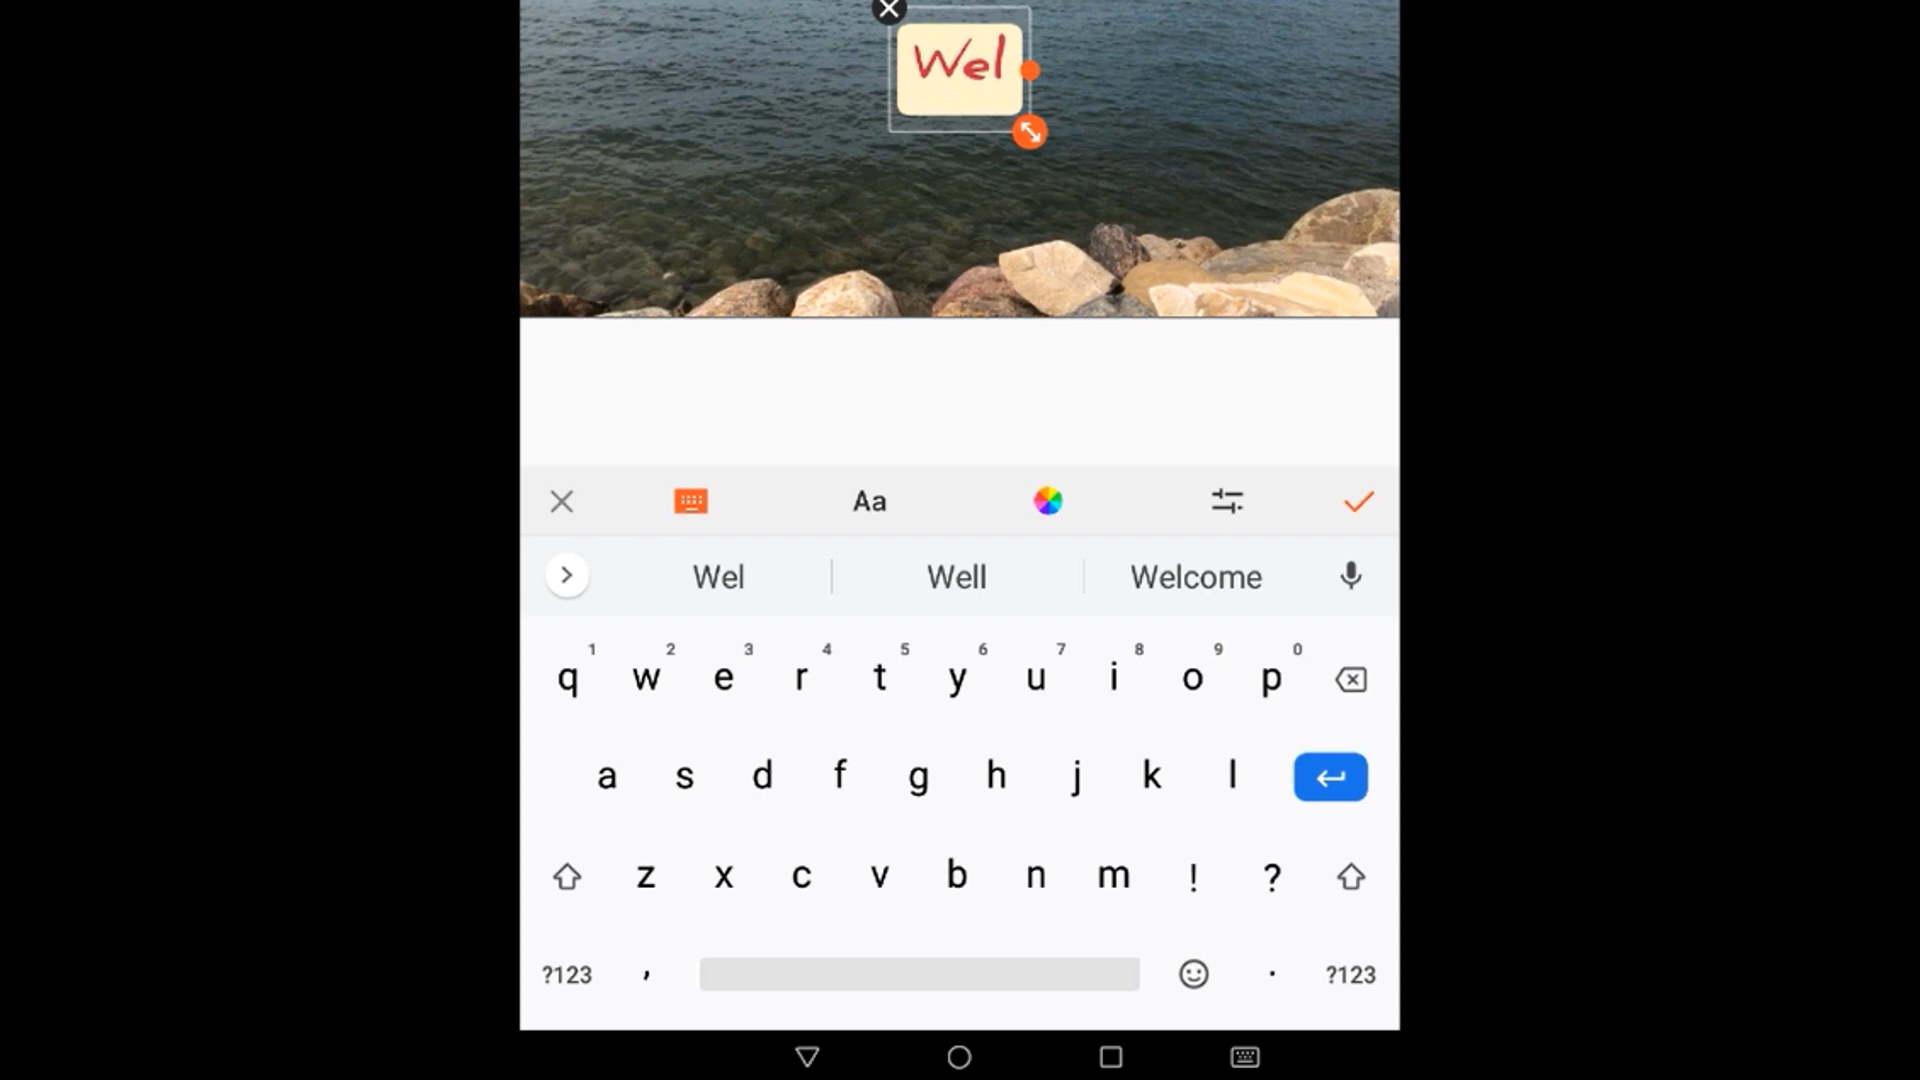 Wel
Aa
Wel Well Welcome
1 2 3 4 5 6 7 8 9 0
q w e r t y u i o p
a s d f g h j k l
z x c v b n m ! ?
?123 , . ?123